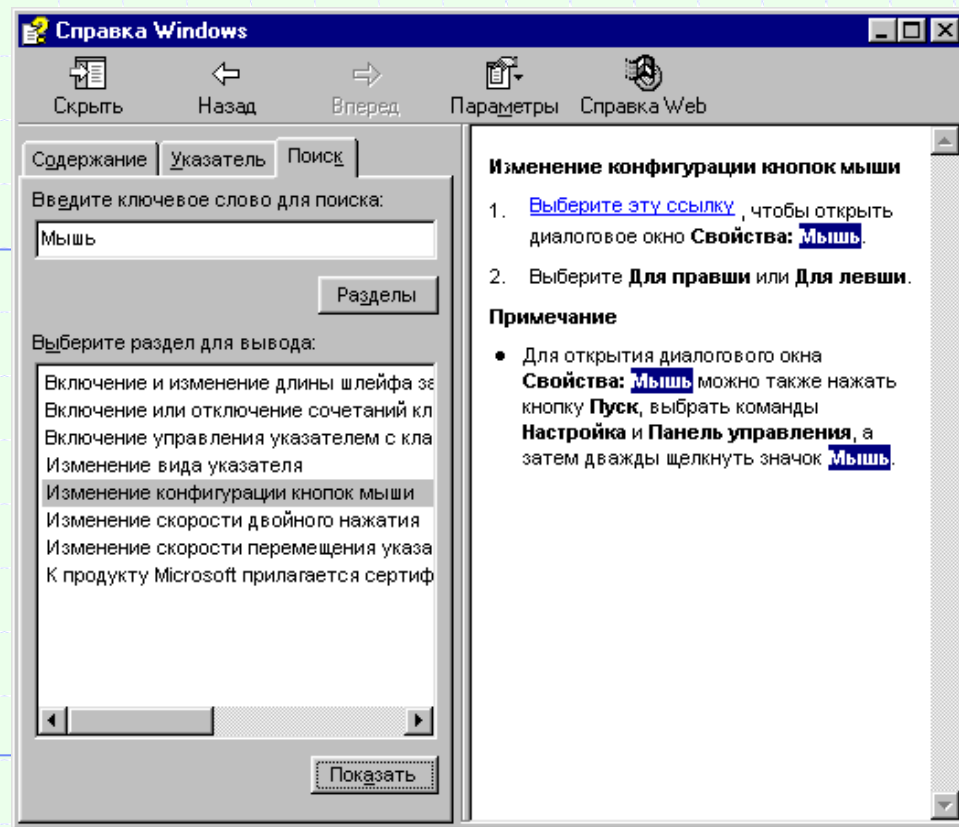 Справка Windows
Скрыть Назад Вперед Параметры Справка Web
Содержание Указатель Поиск
Введите ключевое слово для поиска:
Мышь
Разделы
Выберите раздел для вывода:
Включение и изменение длины шлейфа за
Включение или отключение сочетаний кл
Включение управления указателем с кла
Изменение вида указателя
Изменение конфигурации кнопок мыши
Изменение скорости двойного нажатия
Изменение скорости перемещения указа
К продукту Microsoft прилагается сертиф
Показать
Изменение конфигурации кнопок мыши
1. Выберите эту ссылку , чтобы открыть
диалоговое окно Свойства: Мышь.
2. Выберите Для правши или Для левши.
Примечание
• Для открытия диалогового окна
Свойства: Мышь можно также нажать
кнопку Пуск, выбрать команды
Настройка и Панель управления, а
затем дважды щелкнуть значок Мышь.